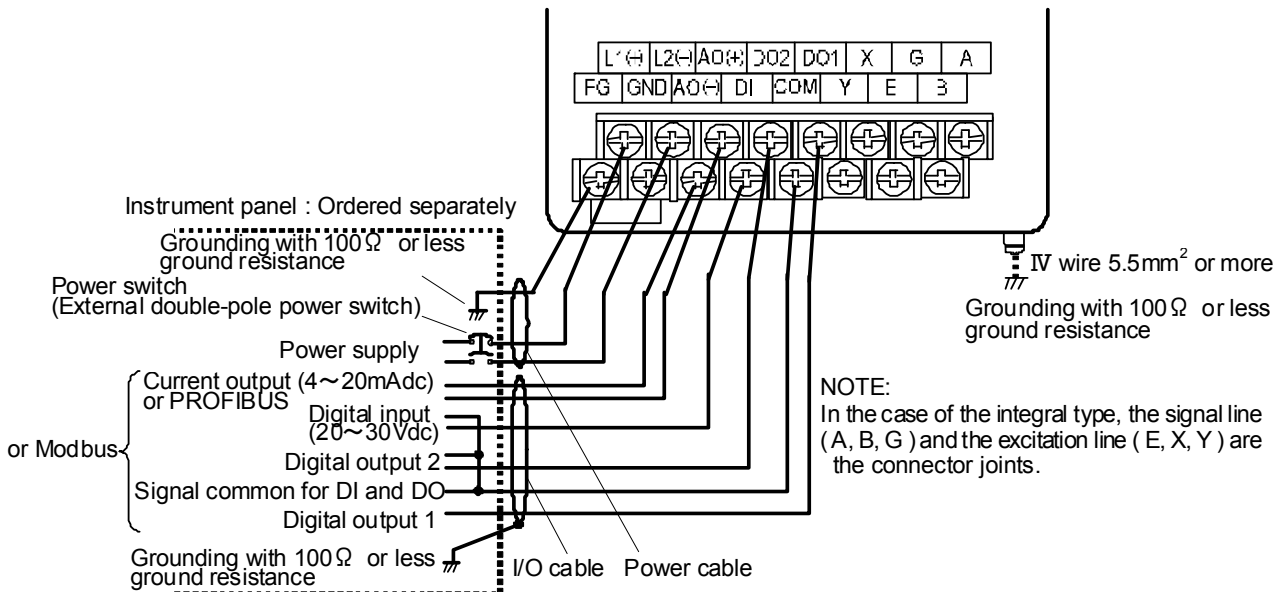 L1(-) L2(-) AO(+) DO2 DO1 X G A
FG GND AO(-) DI COM Y E B
Instrument panel : Ordered separately
Grounding with 100Ω or less
ground resistance
Power switch
(External double-pole power switch)
Power supply
Current output (4～20mAdc)
or PROFIBUS
Digital input
(20～30Vdc)
or Modbus
Digital output 2
Signal common for DI and DO
Digital output 1
Grounding with 100Ω or less
ground resistance
I/O cable Power cable
IV wire 5.5mm² or more
Grounding with 100Ω or less
ground resistance
NOTE:
In the case of the integral type, the signal line
( A, B, G ) and the excitation line ( E, X, Y ) are
the connector joints.